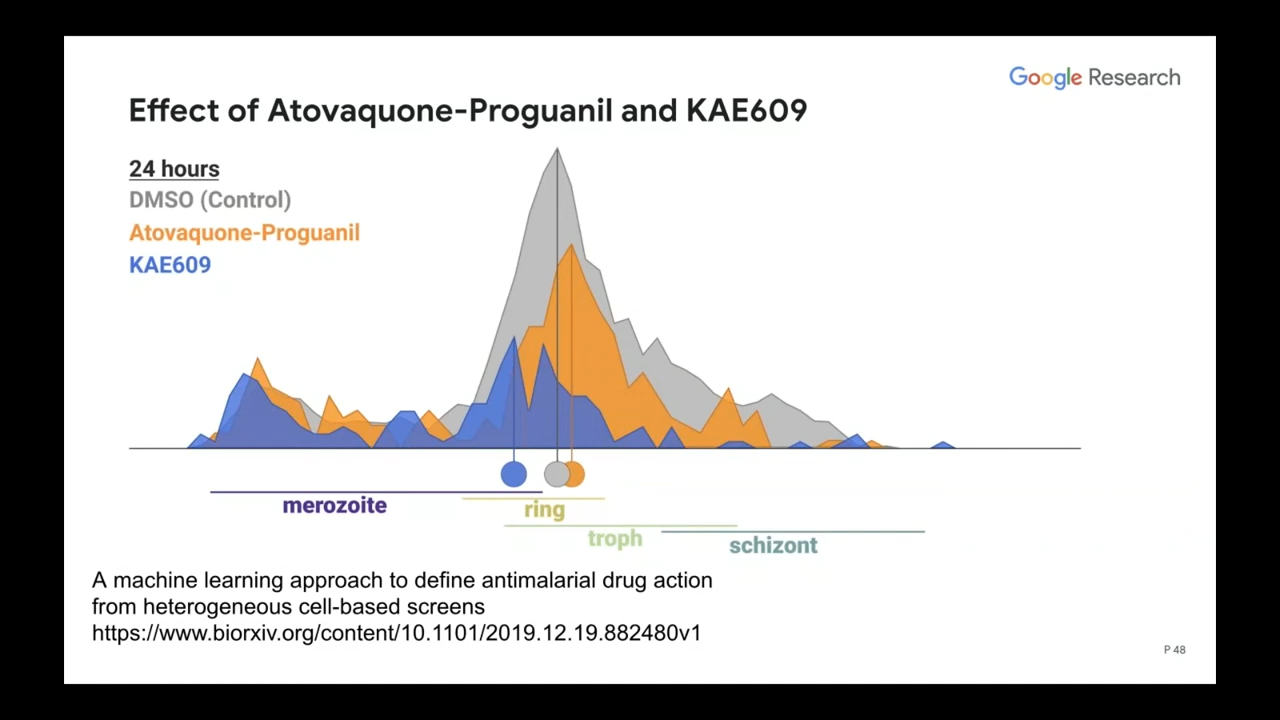 Google Research
Effect of Atovaquone-Proguanil and KAE609
24 hours
DMSO (Control)
Atovaquone-Proguanil
KAE609
merozoite
ring
troph
schizont
A machine learning approach to define antimalarial drug action
from heterogeneous cell-based screens
https://www.biorxiv.org/content/10.1101/2019.12.19.882480v1
P 48